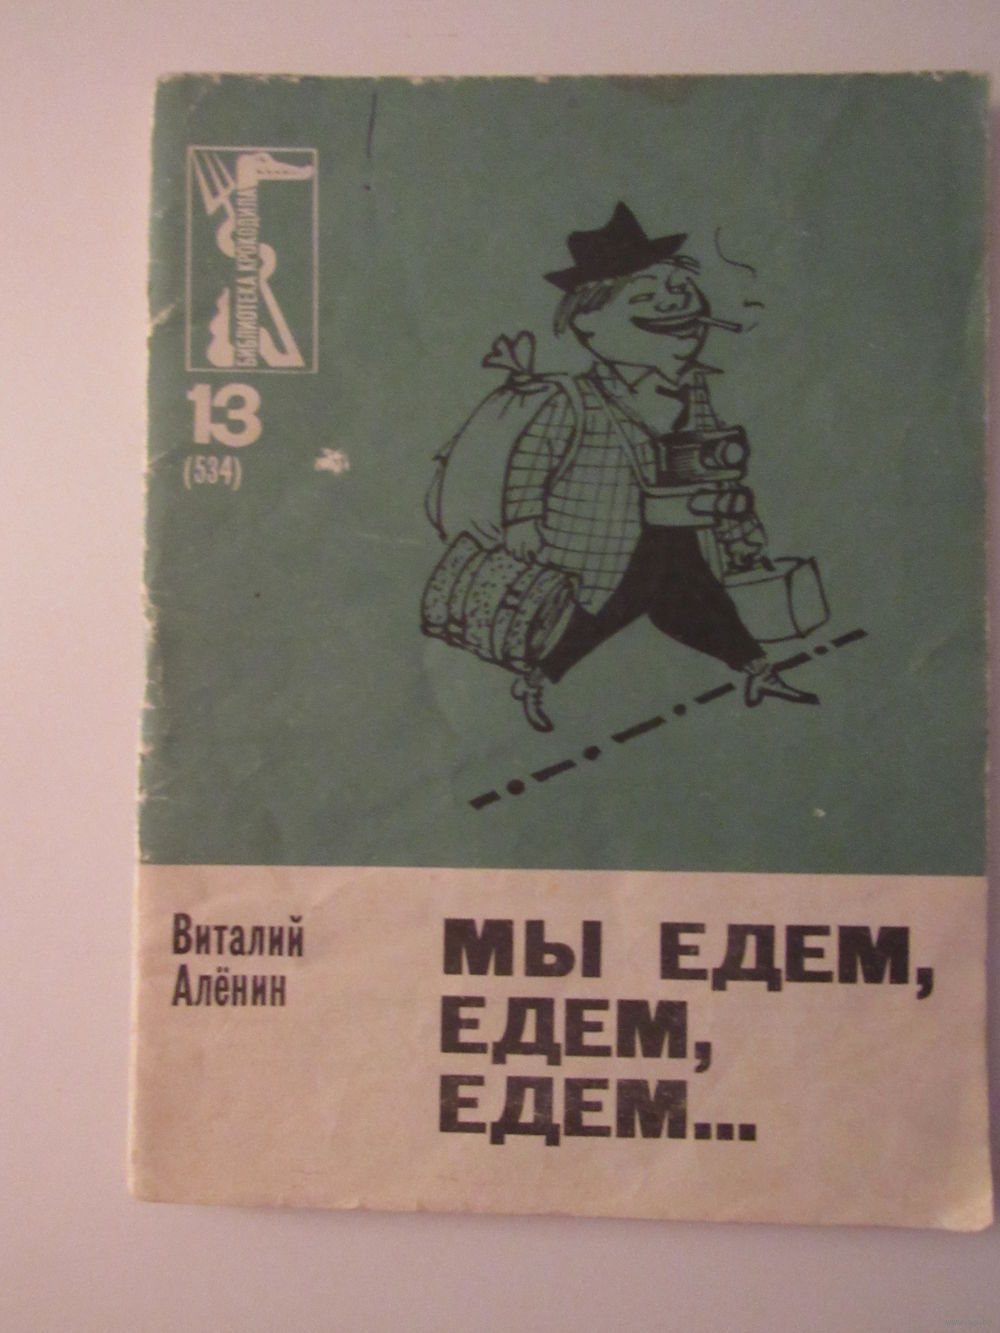 БИБЛИОТЕКА КРОКОДИЛА
13
(534)
Виталий
Алёнин
МЫ ЕДЕМ,
ЕДЕМ,
ЕДЕМ...